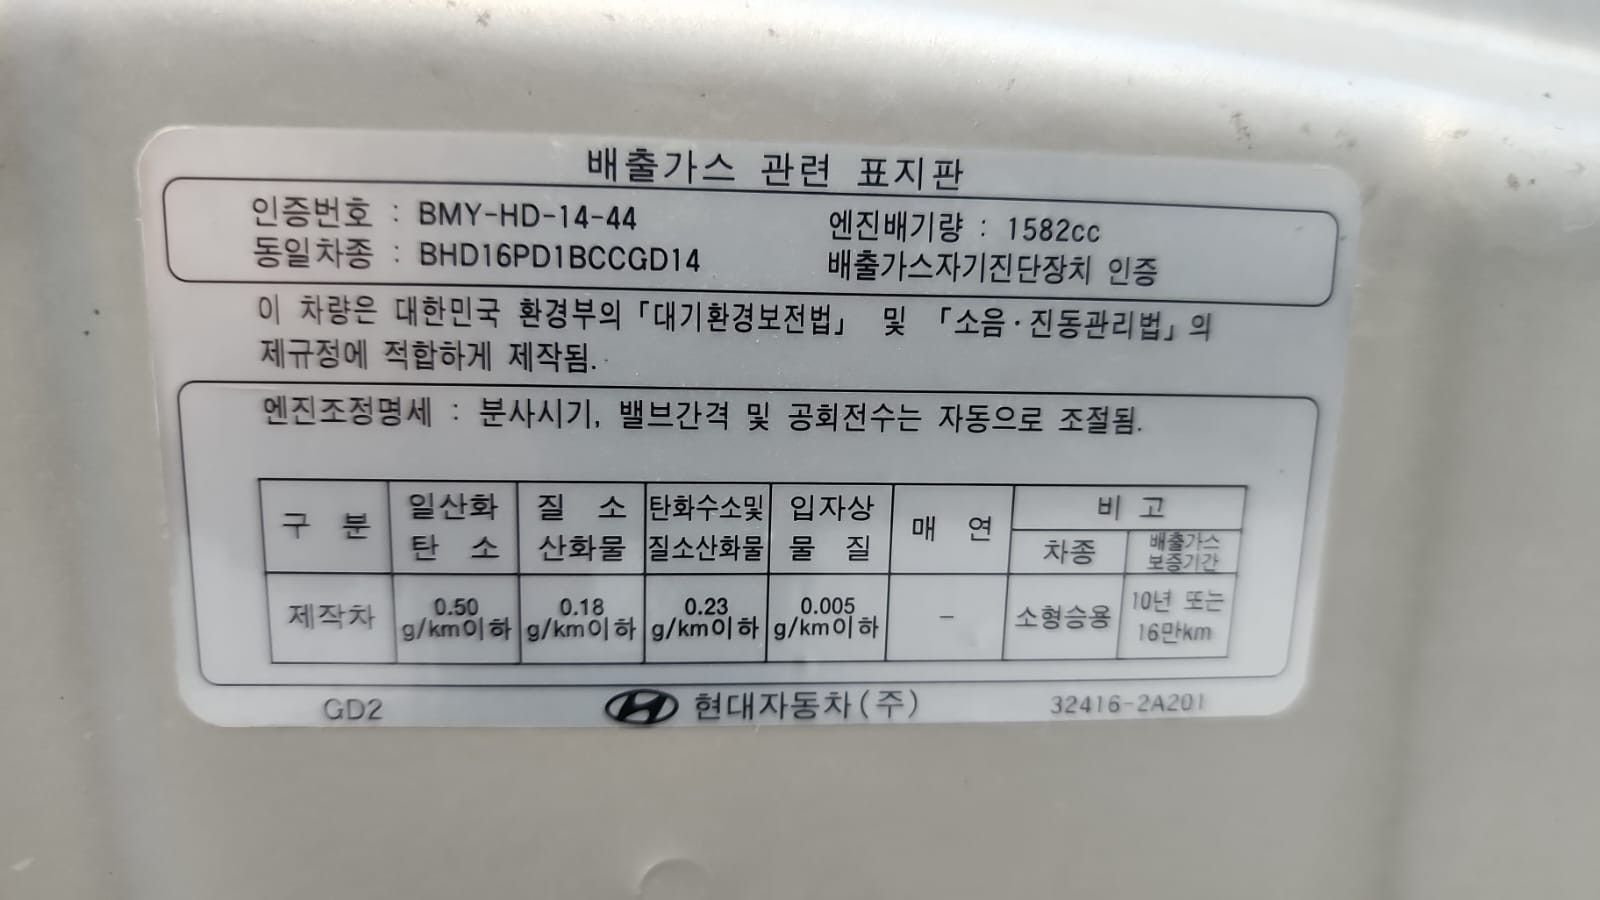 배출가스 관련 표지판
인증번호 : BMY-HD-14-44 엔진배기량 : 1582cc
동일차종 : BHD16PD1BCCGD14 배출가스자기진단장치 인증
이 차량은 대한민국 환경부의 「대기환경보전법」 및 「소음·진동관리법」의
제규정에 적합하게 제작됨.
엔진조정명세 : 분사시기, 밸브간격 및 공회전수는 자동으로 조절됨.
구 분 일산화 탄 소 질 소 산화물 탄화수소및 질소산화물 입자상 물 질 매 연 비 고
차종 배출가스 보증기간
제작차 0.50 g/km이하 0.18 g/km이하 0.23 g/km이하 0.005 g/km이하 - 소형승용 10년 또는 16만km
GD2 현대자동차(주) 32416-2A201